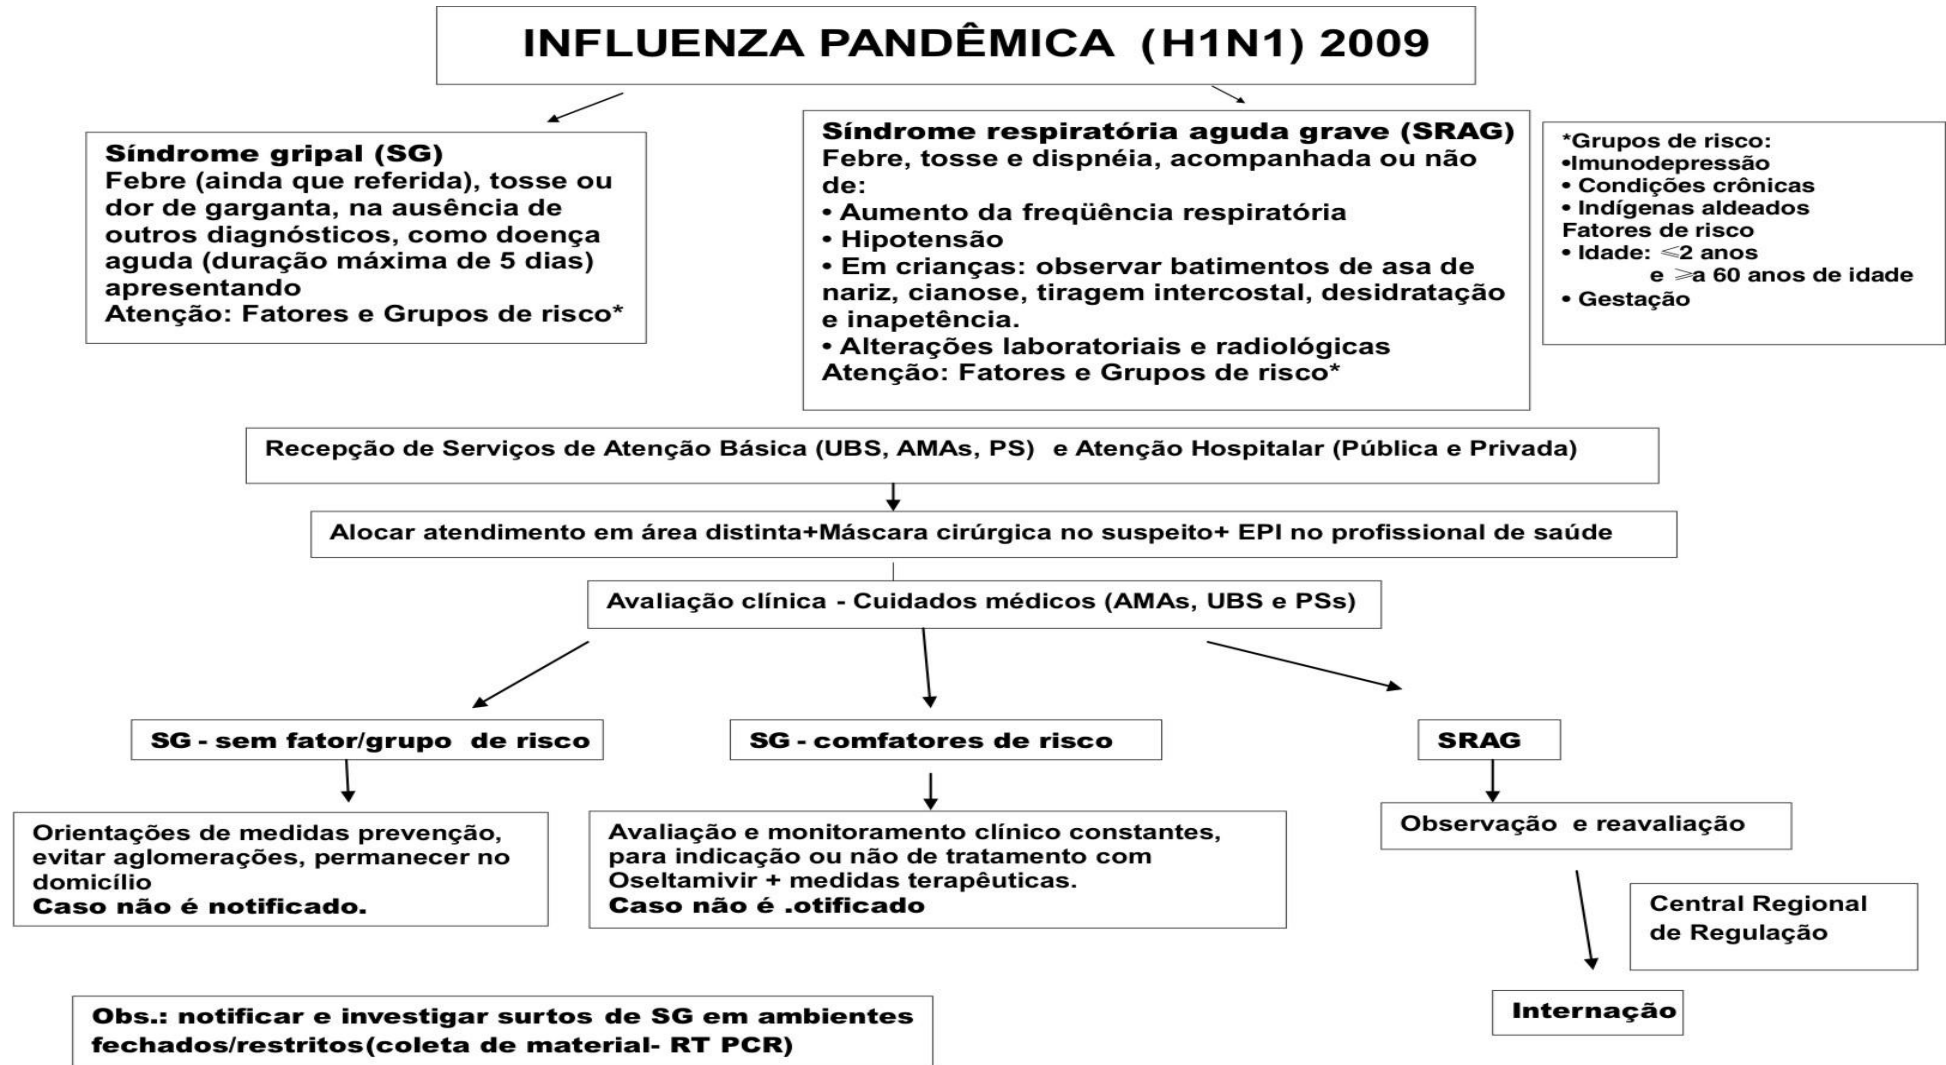 INFLUENZA PANDÊMICA (H1N1) 2009
Síndrome gripal (SG)
Febre (ainda que referida), tosse ou
dor de garganta, na ausência de
outros diagnósticos, como doença
aguda (duração máxima de 5 dias)
apresentando
Atenção: Fatores e Grupos de risco*
Síndrome respiratória aguda grave (SRAG)
Febre, tosse e dispnéia, acompanhada ou não
de:
• Aumento da freqüência respiratória
• Hipotensão
• Em crianças: observar batimentos de asa de
nariz, cianose, tiragem intercostal, desidratação
e inapetência.
• Alterações laboratoriais e radiológicas
Atenção: Fatores e Grupos de risco*
*Grupos de risco:
•Imunodepressão
• Condições crônicas
• Indígenas aldeados
Fatores de risco
• Idade: ⩽2 anos
e ⩾a 60 anos de idade
• Gestação
Recepção de Serviços de Atenção Básica (UBS, AMAs, PS) e Atenção Hospitalar (Pública e Privada)
Alocar atendimento em área distinta+Máscara cirúrgica no suspeito+ EPI no profissional de saúde
Avaliação clínica - Cuidados médicos (AMAs, UBS e PSs)
SG - sem fator/grupo de risco
SG - comfatores de risco
SRAG
Orientações de medidas prevenção,
evitar aglomerações, permanecer no
domicílio
Caso não é notificado.
Avaliação e monitoramento clínico constantes,
para indicação ou não de tratamento com
Oseltamivir + medidas terapêuticas.
Caso não é .otificado
Observação e reavaliação
Central Regional
de Regulação
Internação
Obs.: notificar e investigar surtos de SG em ambientes
fechados/restritos(coleta de material- RT PCR)